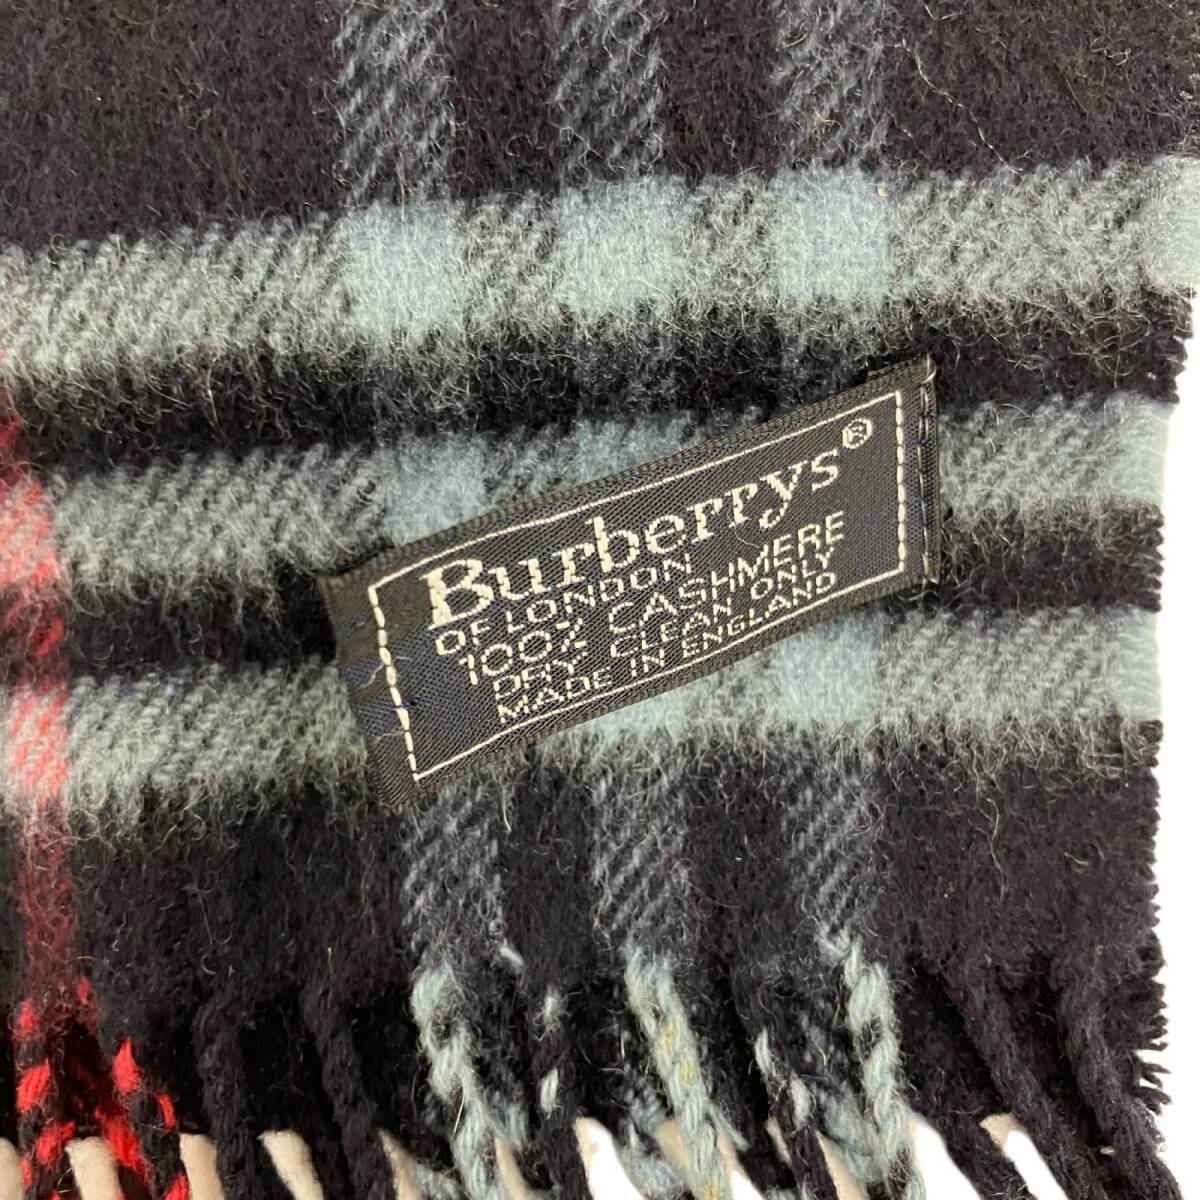 Burberrys®
OF LONDON
100% CASHMERE
DRY CLEAN ONLY
MADE IN ENGLAND